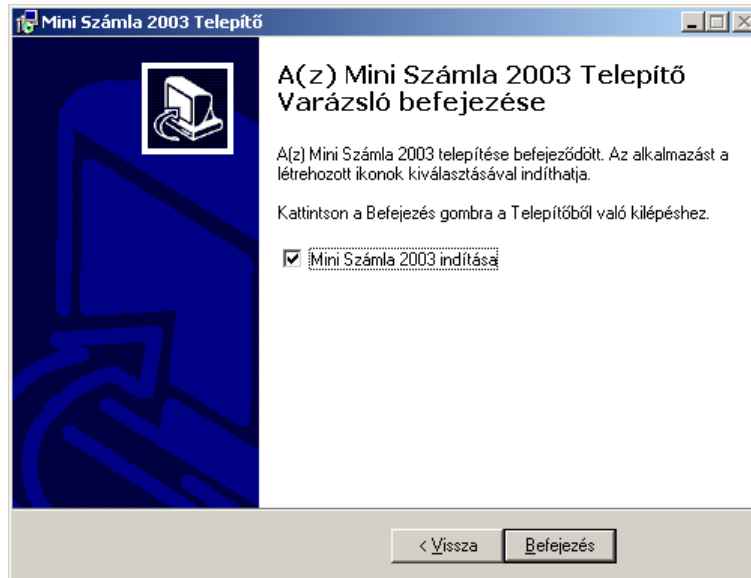 Mini Számla 2003 Telepítő
A(z) Mini Számla 2003 Telepítő
Varázsló befejezése
A(z) Mini Számla 2003 telepítése befejeződött. Az alkalmazást a
létrehozott ikonok kiválasztásával indíthatja.
Kattintson a Befejezés gombra a Telepítőből való kilépéshez.
Mini Számla 2003 indítása
< Vissza
Befejezés